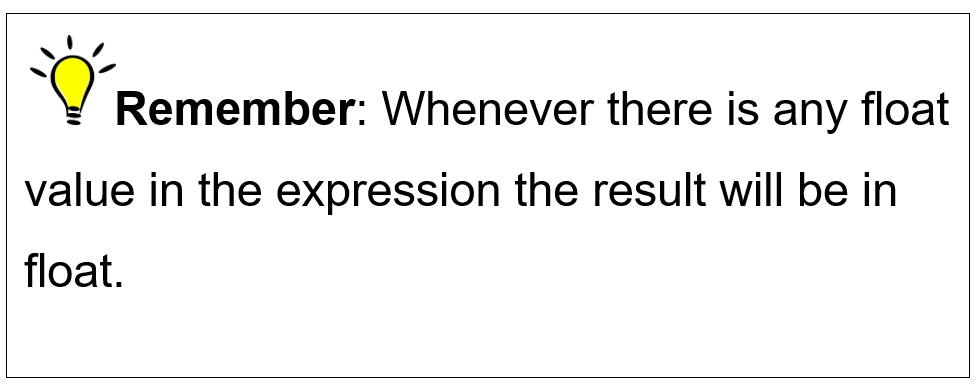 Remember: Whenever there is any float
value in the expression the result will be in
float.